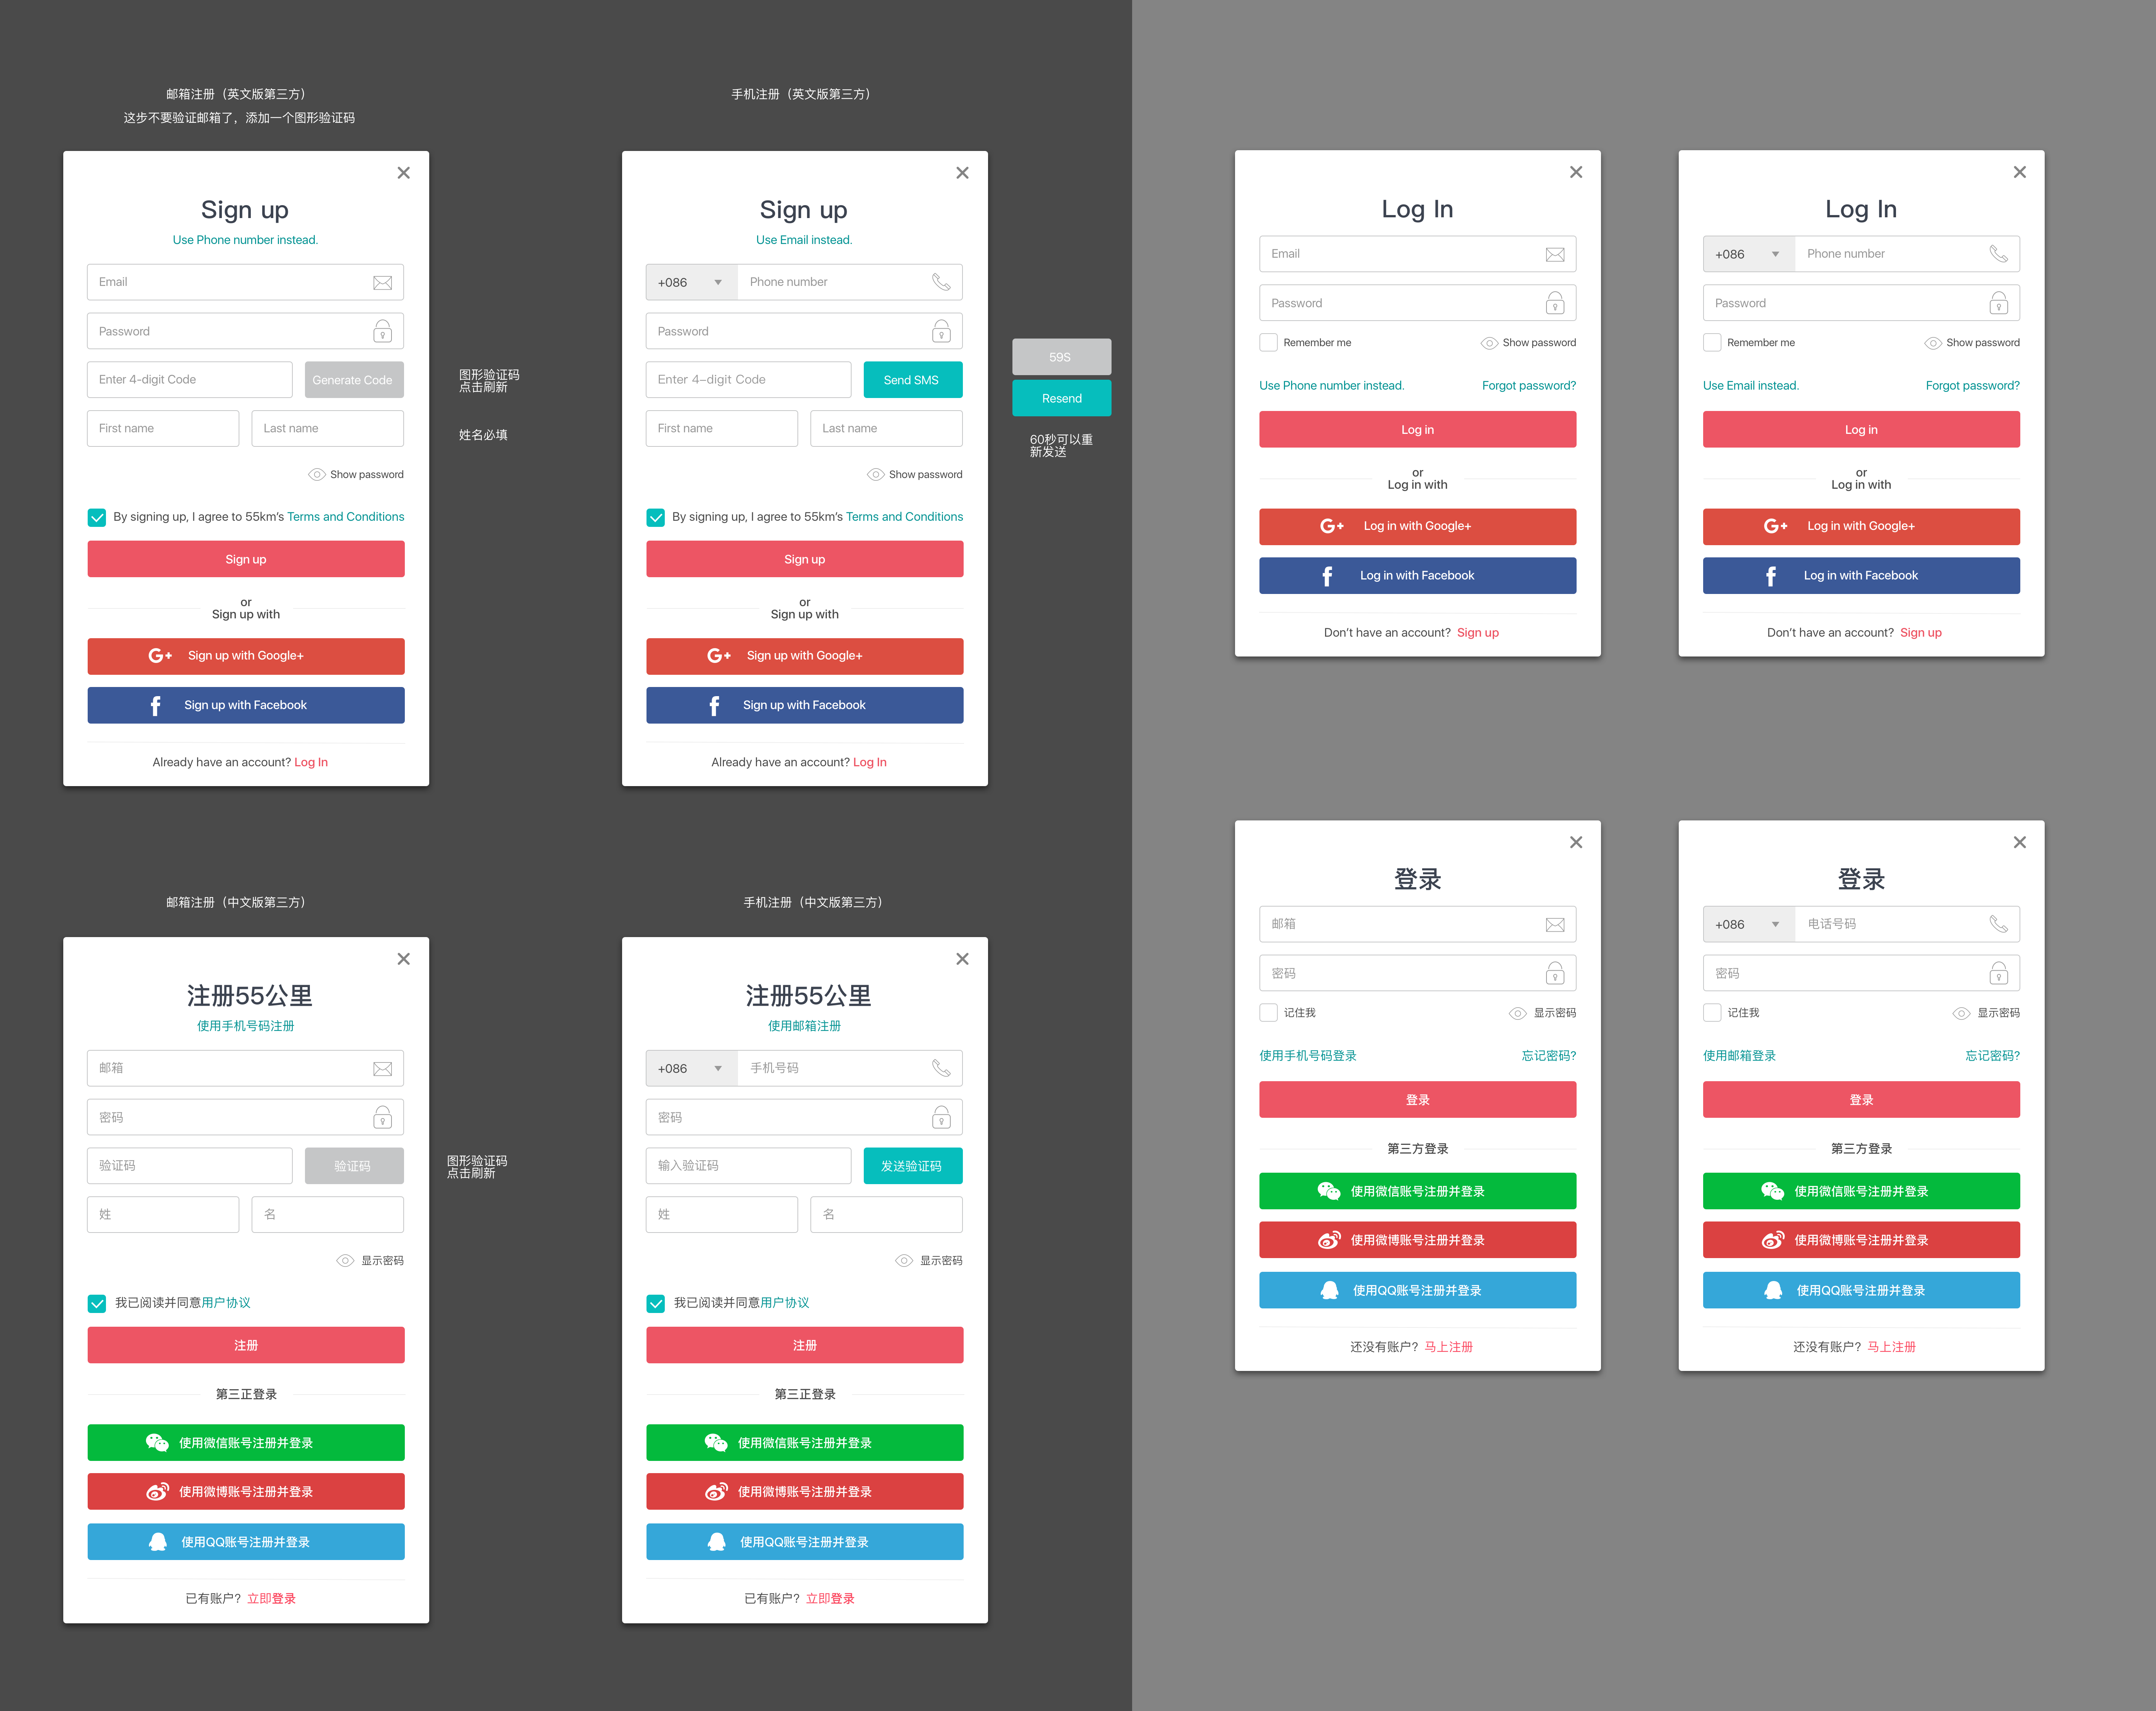 邮箱注册（英文版第三方）
这步不要验证邮箱了，添加一个图形验证码
Sign up
Use Phone number instead.
Email
Password
Enter 4-digit Code
Generate Code
First name
Last name
Show password
By signing up, I agree to 55km's Terms and Conditions
Sign up
or
Sign up with
G+ Sign up with Google+
f Sign up with Facebook
Already have an account? Log In
图形验证码
点击刷新
姓名必填
手机注册（英文版第三方）
Sign up
Use Email instead.
+086
Phone number
Password
Enter 4–digit Code
Send SMS
First name
Last name
Show password
By signing up, I agree to 55km's Terms and Conditions
Sign up
or
Sign up with
G+ Sign up with Google+
f Sign up with Facebook
Already have an account? Log In
59S
Resend
60秒可以重
新发送
Log In
Email
Password
Remember me
Show password
Use Phone number instead.
Forgot password?
Log in
or
Log in with
G+ Log in with Google+
f Log in with Facebook
Don't have an account? Sign up
Log In
+086
Phone number
Password
Remember me
Show password
Use Email instead.
Forgot password?
Log in
or
Log in with
G+ Log in with Google+
f Log in with Facebook
Don't have an account? Sign up
邮箱注册（中文版第三方）
注册55公里
使用手机号码注册
邮箱
密码
验证码
验证码
姓
名
显示密码
我已阅读并同意用户协议
注册
第三正登录
使用微信账号注册并登录
使用微博账号注册并登录
使用QQ账号注册并登录
已有账户? 立即登录
图形验证码
点击刷新
手机注册（中文版第三方）
注册55公里
使用邮箱注册
+086
手机号码
密码
输入验证码
发送验证码
姓
名
显示密码
我已阅读并同意用户协议
注册
第三正登录
使用微信账号注册并登录
使用微博账号注册并登录
使用QQ账号注册并登录
已有账户? 立即登录
登录
邮箱
密码
记住我
显示密码
使用手机号码登录
忘记密码?
登录
第三方登录
使用微信账号注册并登录
使用微博账号注册并登录
使用QQ账号注册并登录
还没有账户? 马上注册
登录
+086
电话号码
密码
记住我
显示密码
使用邮箱登录
忘记密码?
登录
第三方登录
使用微信账号注册并登录
使用微博账号注册并登录
使用QQ账号注册并登录
还没有账户? 马上注册